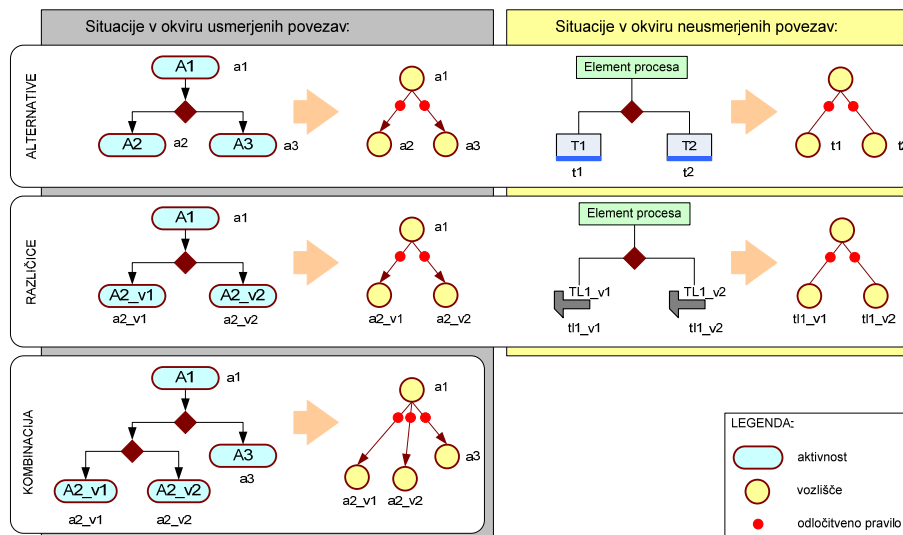 Situacije v okviru usmerjenih povezav:
Situacije v okviru neusmerjenih povezav:
ALTERNATIVE
A1
a1
A2
a2
A3
a3
a1
a2
a3
Element procesa
T1
t1
T2
t2
t1
RAZLIČICE
A1
a1
A2_v1
A2_v2
a2_v1
a2_v2
a1
a2_v1
a2_v2
Element procesa
TL1_v1
TL1_v2
tl1_v1
tl1_v2
tl1_v1
tl1_v2
KOMBINACIJA
A1
a1
A3
a3
A2_v1
A2_v2
a2_v1
a2_v2
a1
a3
a2_v1
a2_v2
LEGENDA:
aktivnost
vozlišče
odločitveno pravilo